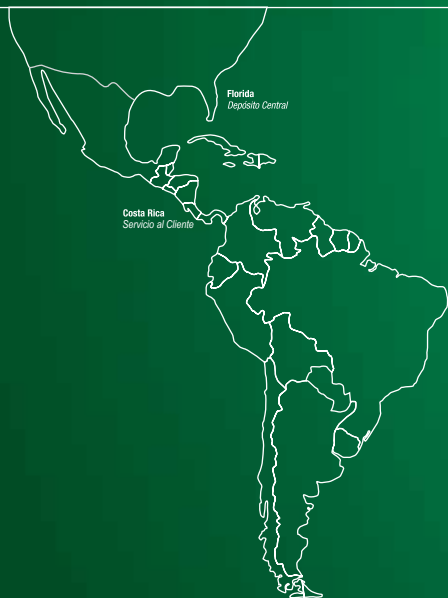 Florida
Depósito Central
Costa Rica
Servicio al Cliente